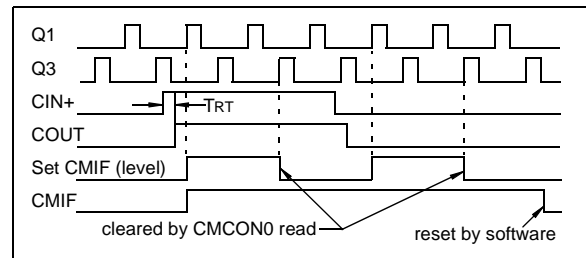 Q1
Q3
CIN+
TRT
COUT
Set CMIF (level)
CMIF
cleared by CMCON0 read
reset by software